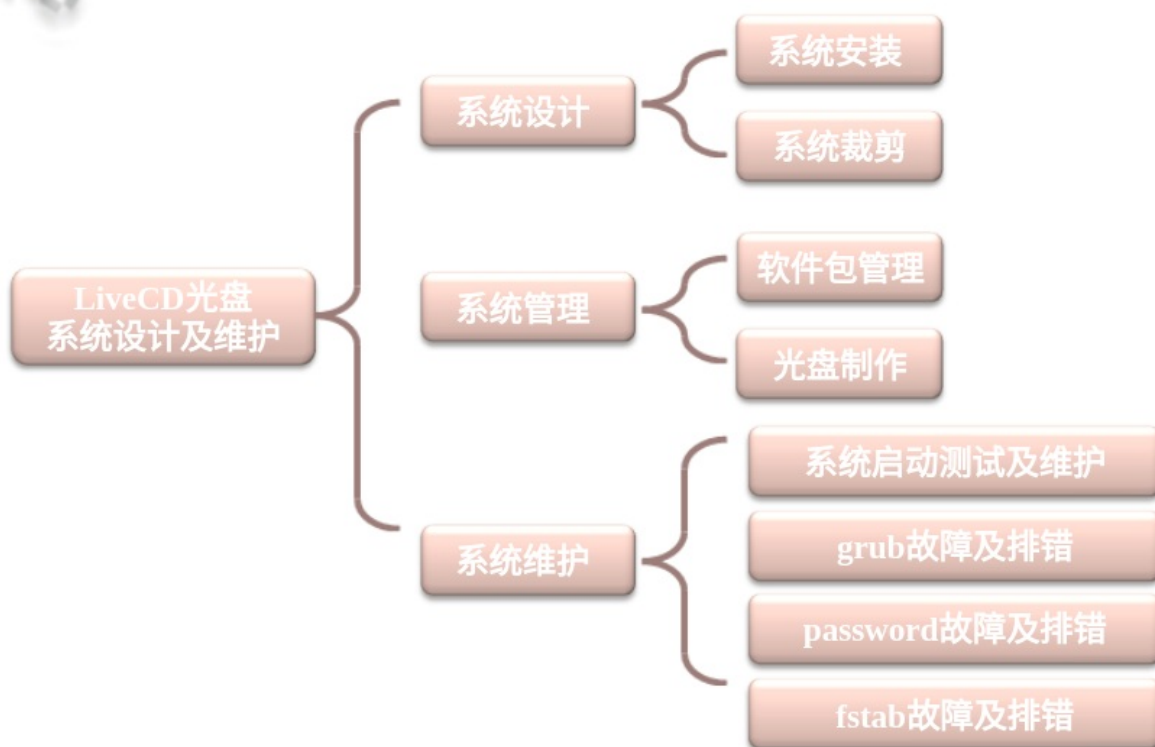 LiveCD光盘
系统设计及维护
系统设计
系统安装
系统裁剪
系统管理
软件包管理
光盘制作
系统维护
系统启动测试及维护
grub故障及排错
password故障及排错
fstab故障及排错